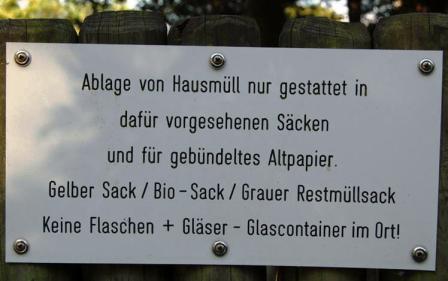 Ablage von Hausmüll nur gestattet in
dafür vorgesehenen Säcken
und für gebündeltes Altpapier.
Gelber Sack / Bio - Sack / Grauer Restmüllsack
Keine Flaschen + Gläser - Glascontainer im Ort!